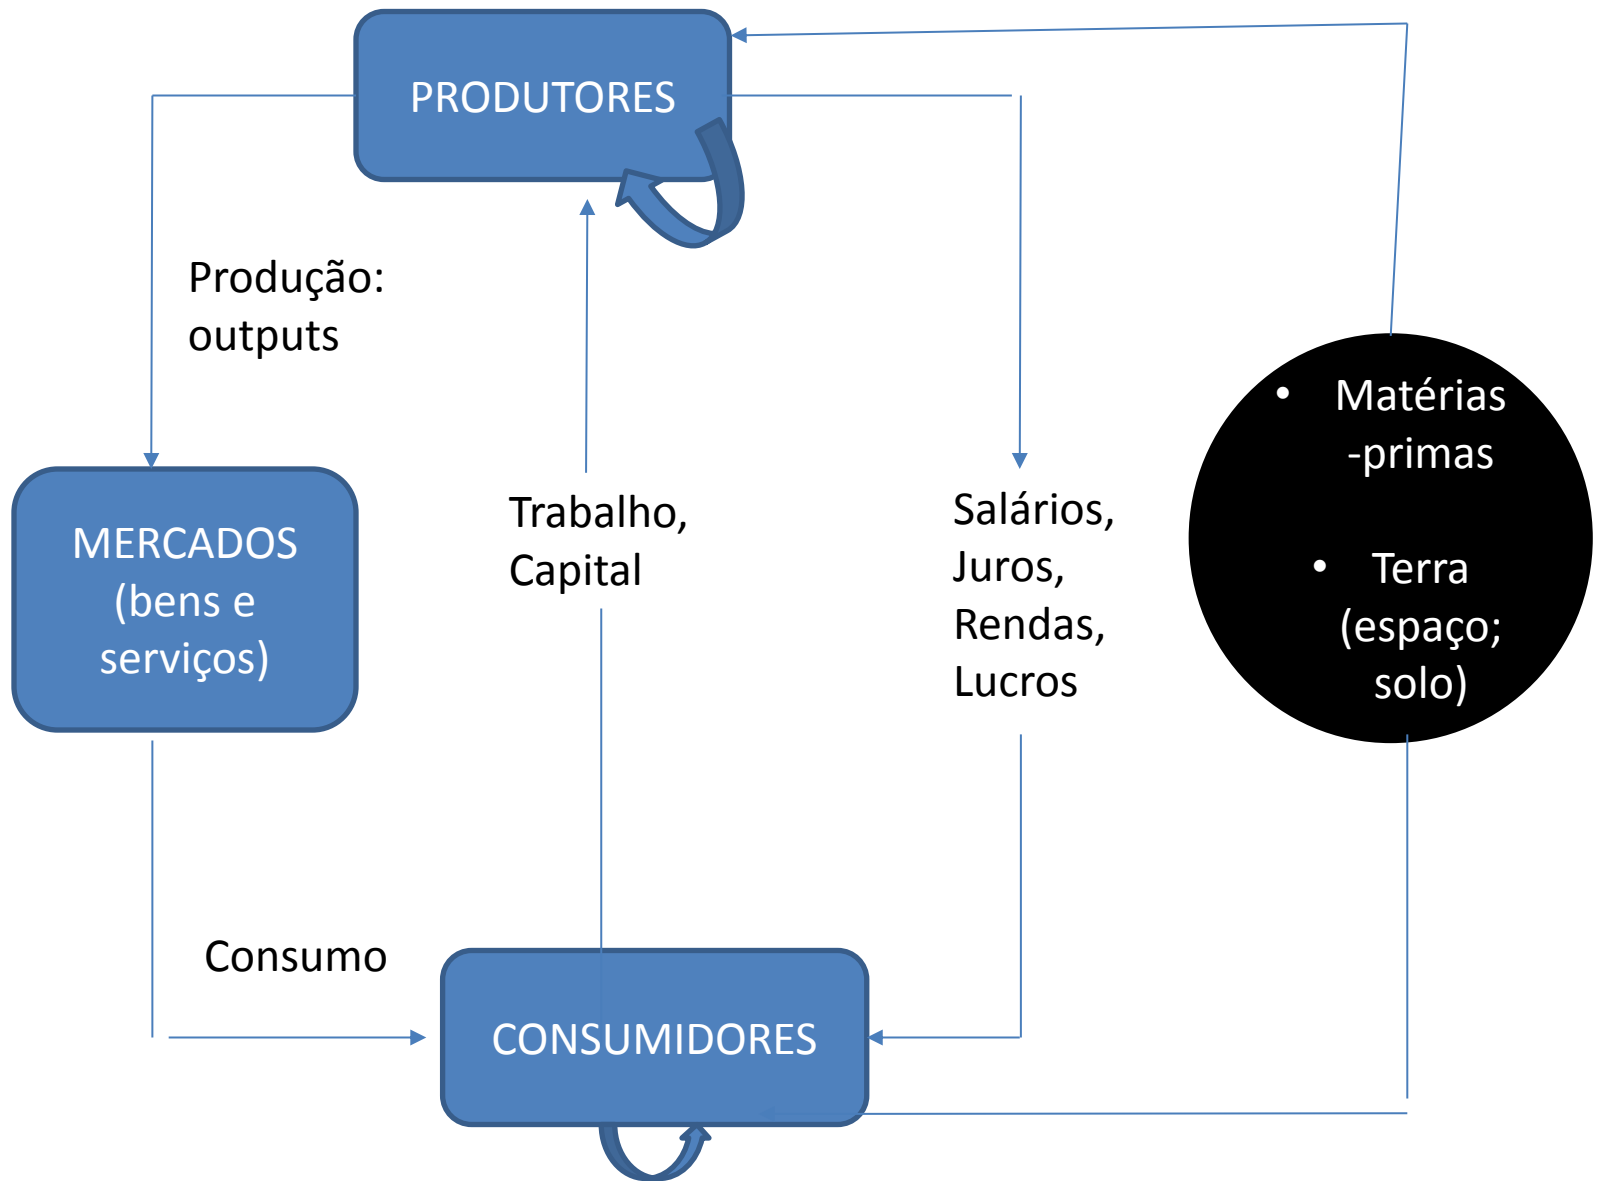 PRODUTORES
Produção:
outputs
MERCADOS
(bens e
serviços)
Trabalho,
Capital
Salários,
Juros,
Rendas,
Lucros
• Matérias
-primas
• Terra
(espaço;
solo)
Consumo
CONSUMIDORES